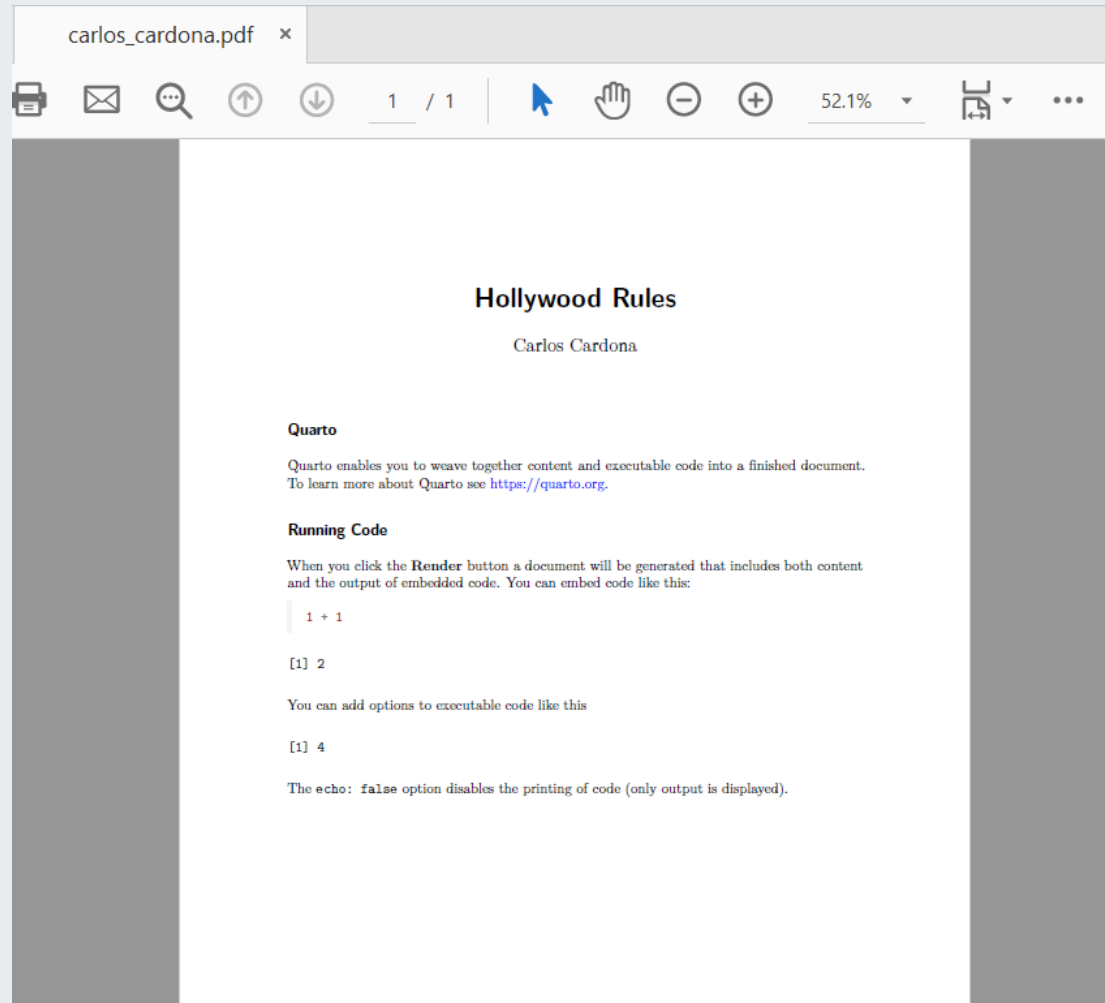 carlos_cardona.pdf ×
1 / 1 52.1%
Hollywood Rules
Carlos Cardona
Quarto
Quarto enables you to weave together content and executable code into a finished document.
To learn more about Quarto see https://quarto.org.
Running Code
When you click the Render button a document will be generated that includes both content
and the output of embedded code. You can embed code like this:
1 + 1
[1] 2
You can add options to executable code like this
[1] 4
The echo: false option disables the printing of code (only output is displayed).